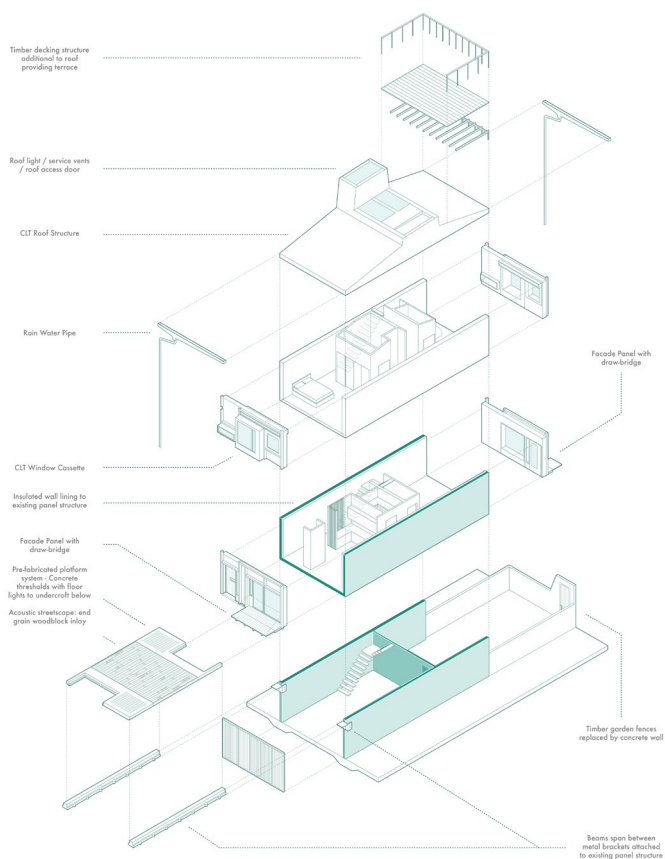 Timber decking structure
additional to roof
providing terrace
Roof light / service vents
/ roof access door
CLT Roof Structure
Rain Water Pipe
Facade Panel with
draw-bridge
CLT Window Cassette
Insulated wall lining to
existing panel structure
Facade Panel with
draw-bridge
Pre-fabricated platform
system - Concrete
thresholds with floor
lights to undercroft below
Acoustic streetscape: end
grain woodblock inlay
Timber garden fences
replaced by concrete wall
Beams span between
metal brackets attached
to existing panel structure